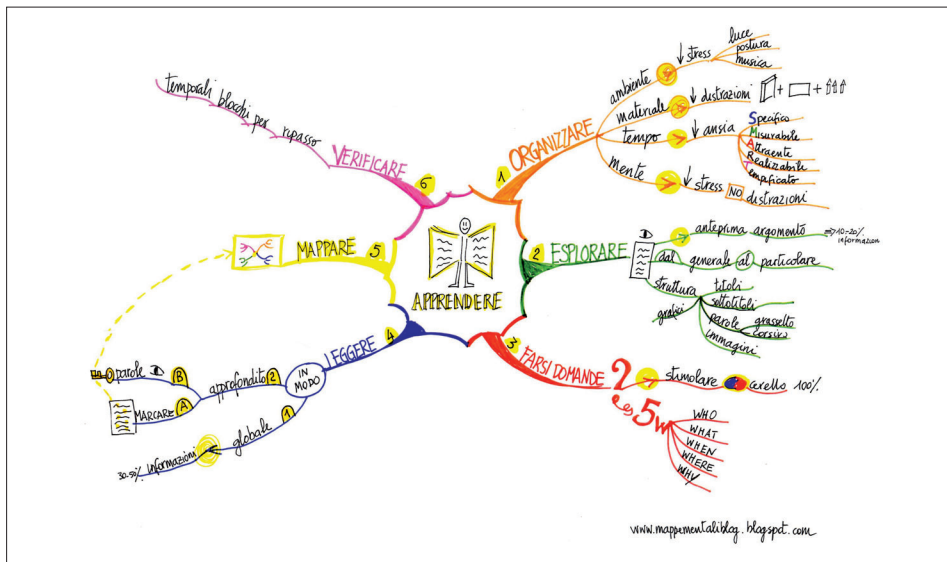 APPRENDERE
1 ORGANIZZARE
ambiente
↓ stress
luce
postura
musica
materiale
↓ distrazioni
+ +
tempo
↓ ansia
Specifico
Misurabile
Attraente
Realizzabile
Tempificato
mente
↓ stress NO distrazioni
2 ESPLORARE
anteprima argomento
=>10-20% informazioni
dal generale al particolare
struttura
titoli
sottotitoli
parole
grassetto
corsivo
immagini
grafici
3 FARSI DOMANDE
2
stimolare cervello 100%
es 5W
WHO
WHAT
WHEN
WHERE
WHY
4 LEGGERE
IN MODO
1 globale
30-50% informazioni
2 approfondito
A MARCARE
B parole
5 MAPPARE
6 VERIFICARE
temporali blocchi per ripasso
www.mappementaliblog.blogspot.com